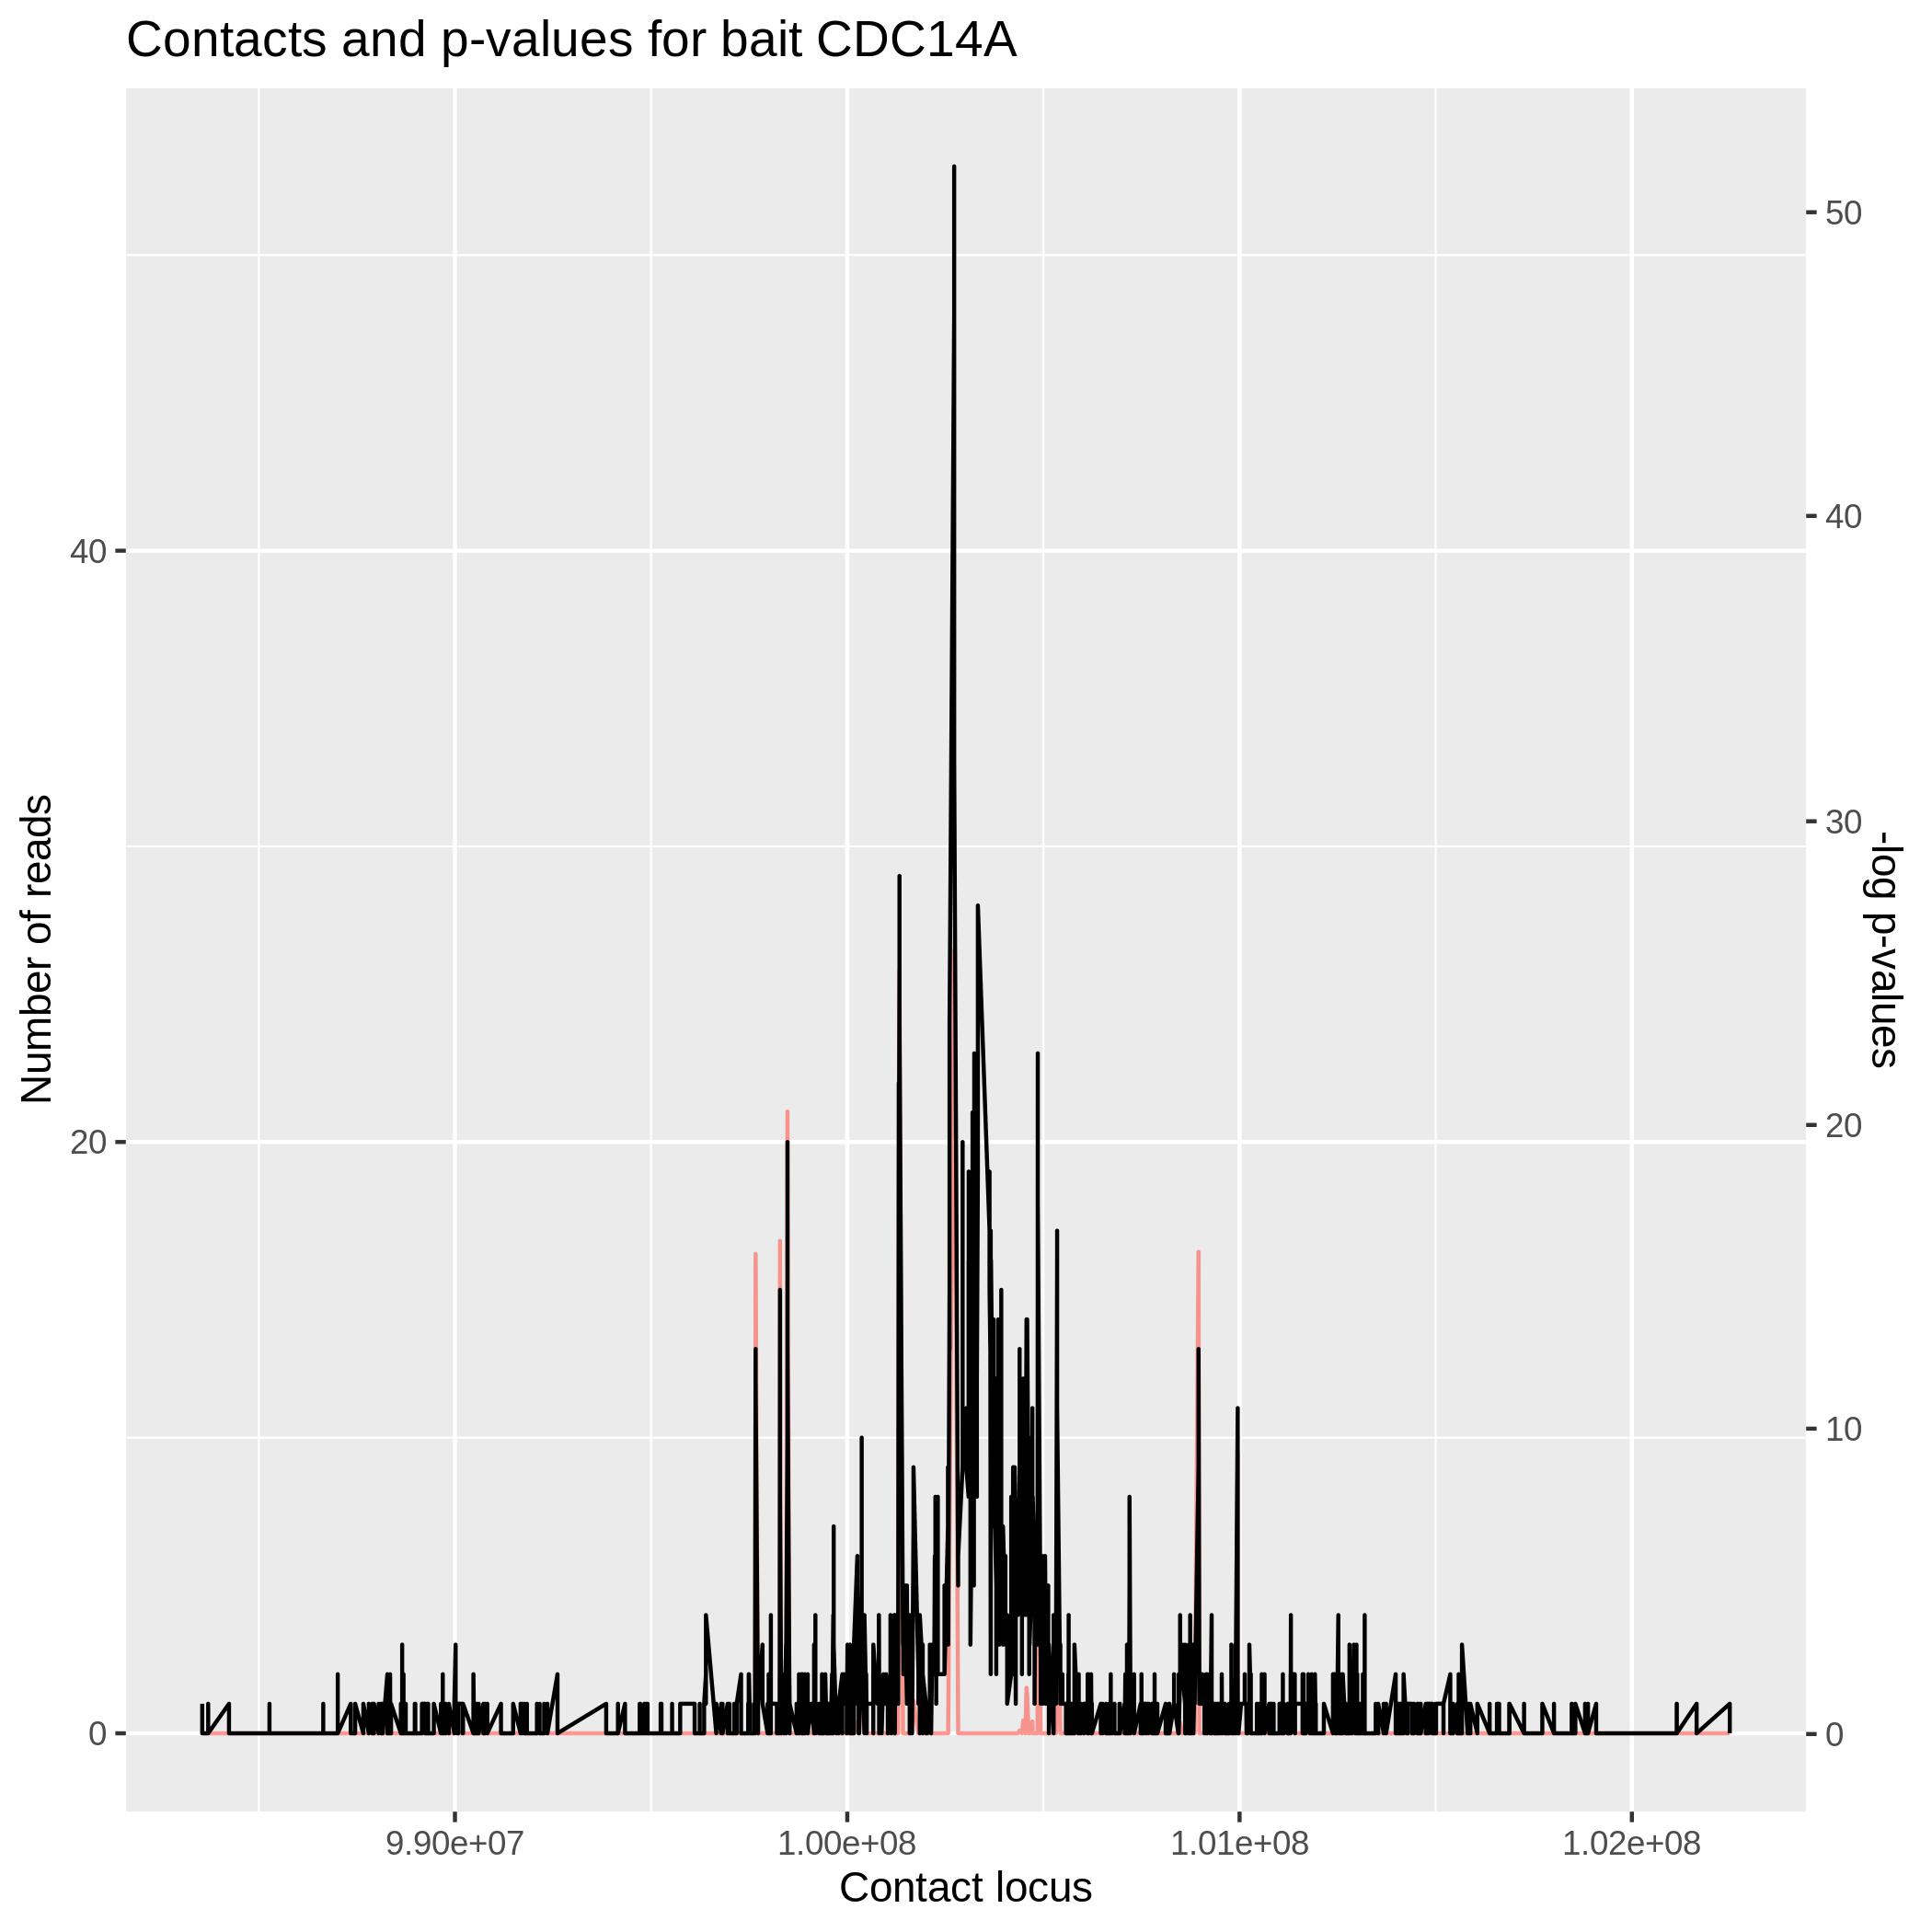 Contacts and p-values for bait CDC14A
Number of reads
40
20
0
50
40
30
20
10
0
-log p-values
9.90e+07
1.00e+08
1.01e+08
1.02e+08
Contact locus